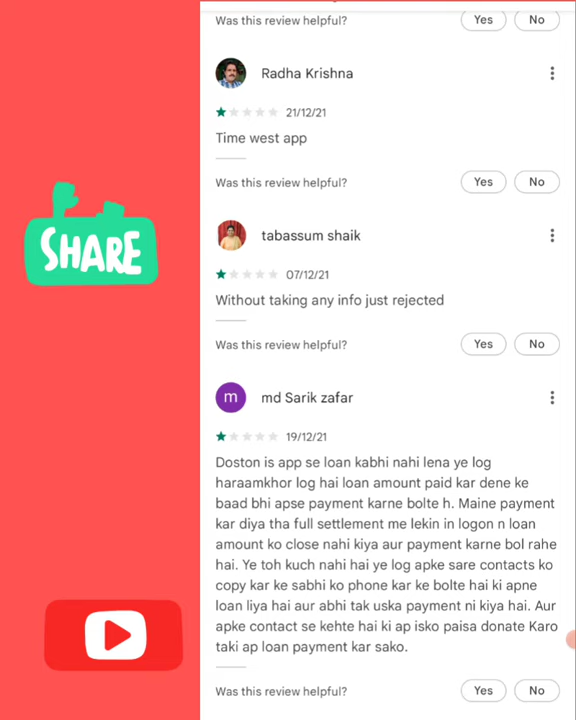 Was this review helpful?
Yes
No
Radha Krishna
21/12/21
Time west app
Was this review helpful?
Yes
No
SHARE
tabassum shaik
07/12/21
Without taking any info just rejected
Was this review helpful?
Yes
No
m
md Sarik zafar
19/12/21
Doston is app se loan kabhi nahi lena ye log
haraamkhor log hai loan amount paid kar dene ke
baad bhi apse payment karne bolte h. Maine payment
kar diya tha full settlement me lekin in logon n loan
amount ko close nahi kiya aur payment karne bol rahe
hai. Ye toh kuch nahi hai ye log apke sare contacts ko
copy kar ke sabhi ko phone kar ke bolte hai ki apne
loan liya hai aur abhi tak uska payment ni kiya hai. Aur
apke contact se kehte hai ki ap isko paisa donate Karo
taki ap loan payment kar sako.
Was this review helpful?
Yes
No